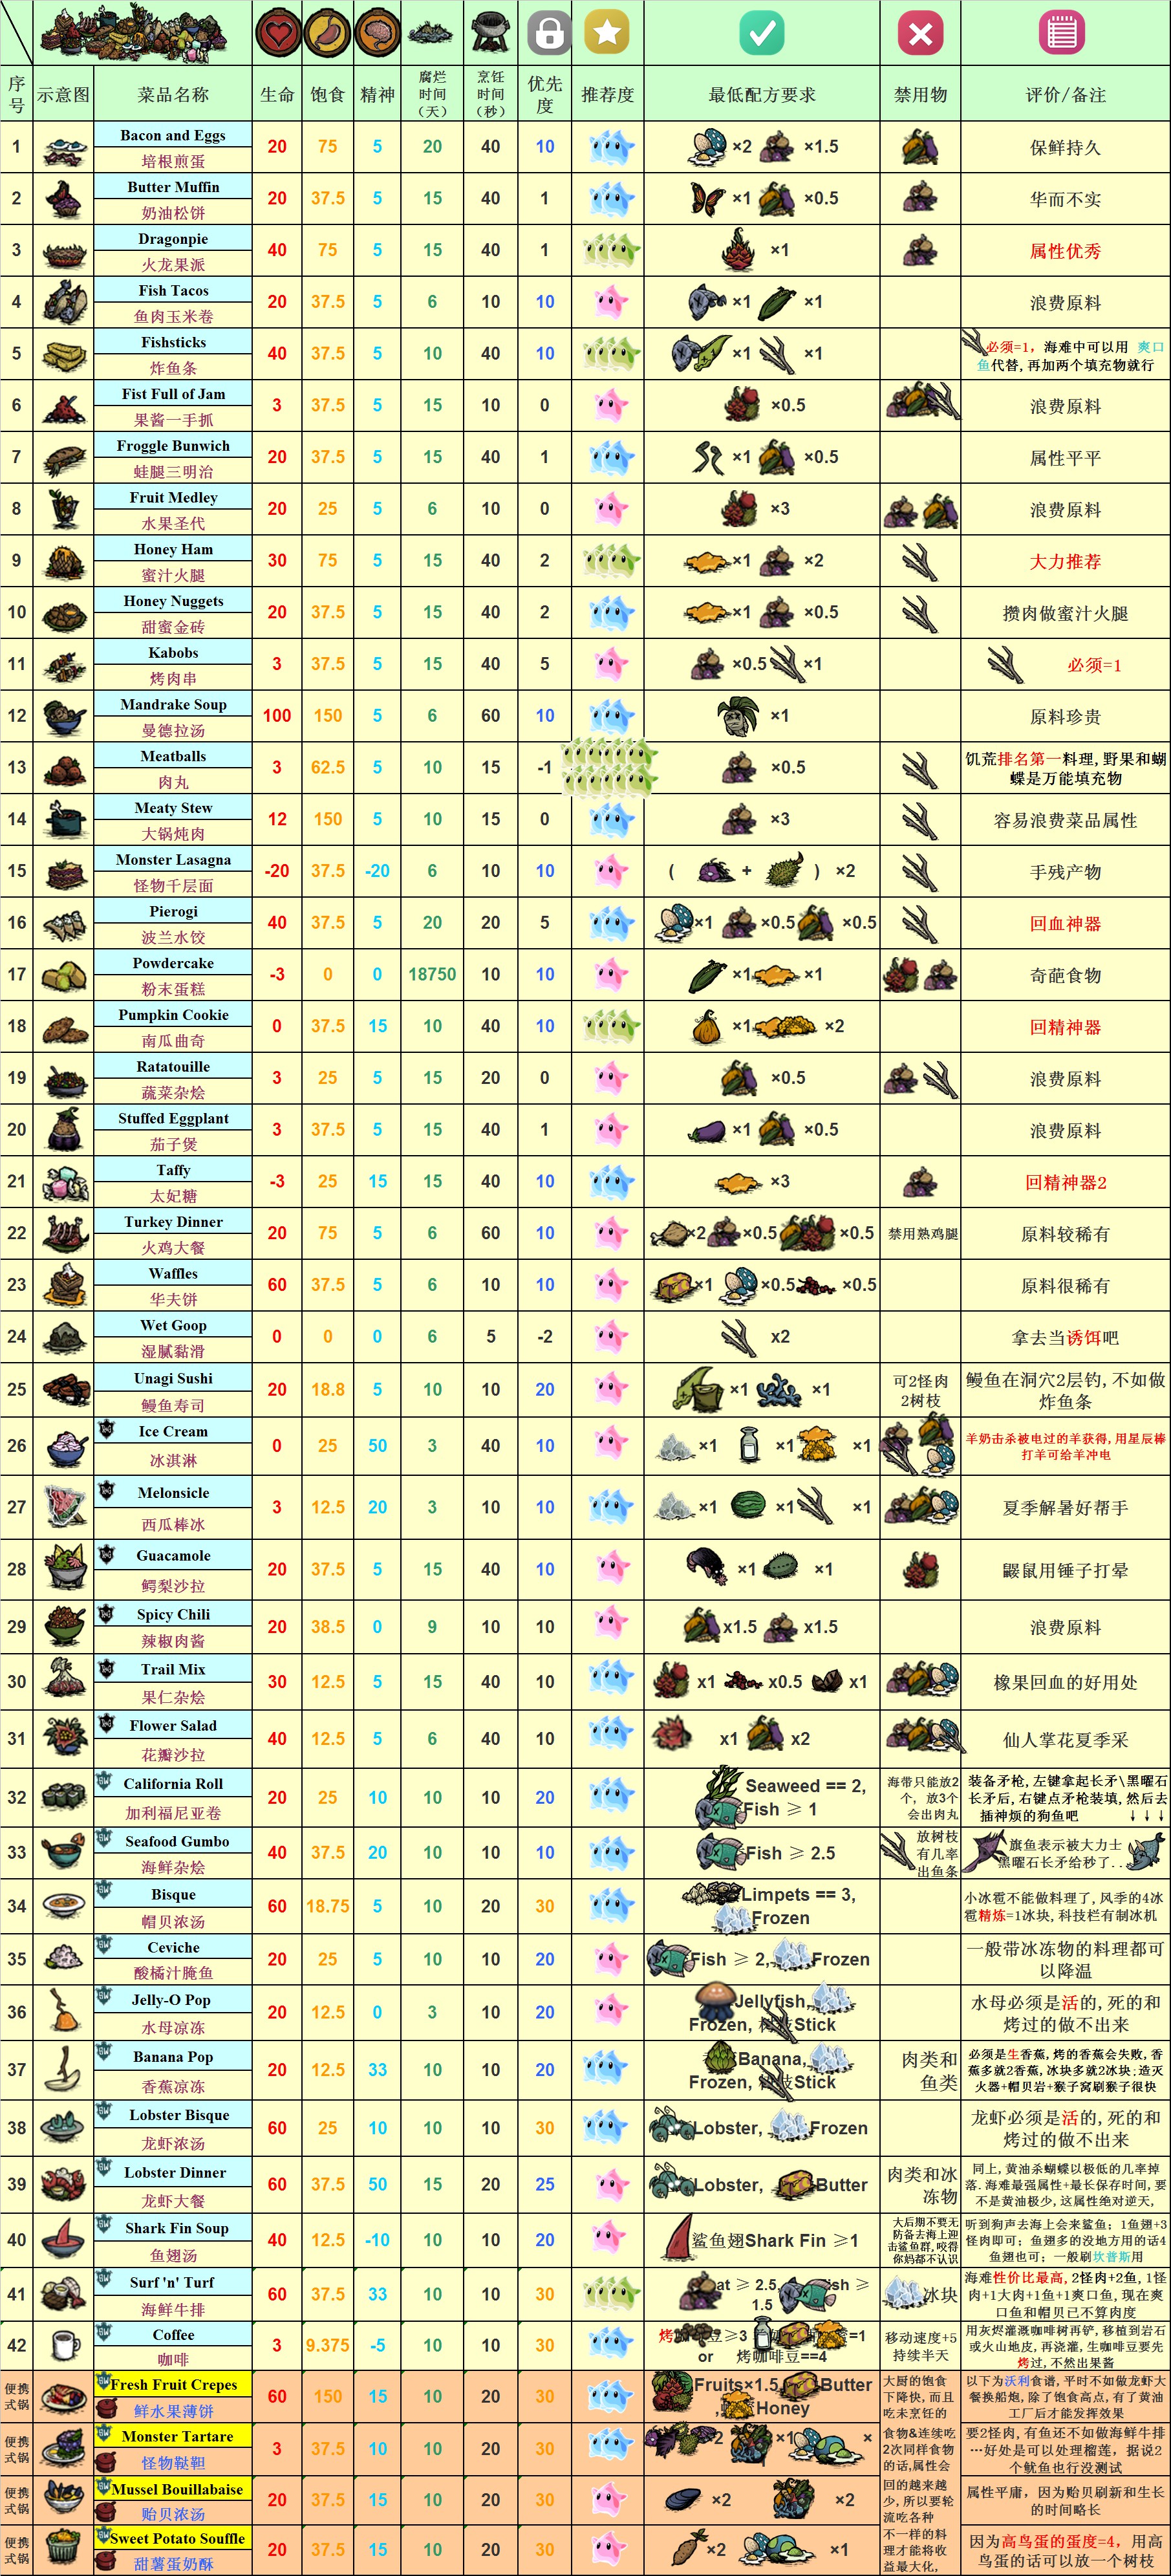 序号 示意图 菜品名称 生命 饱食 精神 腐烂时间（天） 烹饪时间（秒） 优先度 推荐度 最低配方要求 禁用物 评价/备注
1 Bacon and Eggs 培根煎蛋 20 75 5 20 40 10 ×2 ×1.5 保鲜持久
2 Butter Muffin 奶油松饼 20 37.5 5 15 40 1 ×1 ×0.5 华而不实
3 Dragonpie 火龙果派 40 75 5 15 40 1 ×1 属性优秀
4 Fish Tacos 鱼肉玉米卷 20 37.5 5 6 10 10 ×1 ×1 浪费原料
5 Fishsticks 炸鱼条 40 37.5 5 10 40 10 ×1 ×1 必须=1，海难中可以用 爽口鱼代替，再加两个填充物就行
6 Fist Full of Jam 果酱一手抓 3 37.5 5 15 10 0 ×0.5 浪费原料
7 Froggle Bunwich 蛙腿三明治 20 37.5 5 15 40 1 ×1 ×0.5 属性平平
8 Fruit Medley 水果圣代 20 25 5 6 10 0 ×3 浪费原料
9 Honey Ham 蜜汁火腿 30 75 5 15 40 2 ×1 ×2 大力推荐
10 Honey Nuggets 甜蜜金砖 20 37.5 5 15 40 2 ×1 ×0.5 攒肉做蜜汁火腿
11 Kabobs 烤肉串 3 37.5 5 15 40 5 ×0.5 ×1 必须=1
12 Mandrake Soup 曼德拉汤 100 150 5 6 60 10 ×1 原料珍贵
13 Meatballs 肉丸 3 62.5 5 10 15 -1 ×0.5 饥荒排名第一料理，野果和蝴蝶是万能填充物
14 Meaty Stew 大锅炖肉 12 150 5 10 15 0 ×3 容易浪费菜品属性
15 Monster Lasagna 怪物千层面 -20 37.5 -20 6 10 10 （ + ） ×2 手残产物
16 Pierogi 波兰水饺 40 37.5 5 20 20 5 ×1 ×0.5 ×0.5 回血神器
17 Powdercake 粉末蛋糕 -3 0 0 18750 10 10 ×1 ×1 奇葩食物
18 Pumpkin Cookie 南瓜曲奇 0 37.5 15 10 40 10 ×1 ×2 回精神器
19 Ratatouille 蔬菜杂烩 3 25 5 15 20 0 ×0.5 浪费原料
20 Stuffed Eggplant 茄子煲 3 37.5 5 15 40 1 ×1 ×0.5 浪费原料
21 Taffy 太妃糖 -3 25 15 15 40 10 ×3 回精神器2
22 Turkey Dinner 火鸡大餐 20 75 5 6 60 10 ×2 ×0.5 ×0.5 禁用熟鸡腿 原料较稀有
23 Waffles 华夫饼 60 37.5 5 6 10 10 ×1 ×0.5 ×0.5 原料很稀有
24 Wet Goop 湿腻黏滑 0 0 0 6 5 -2 x2 拿去当诱饵吧
25 Unagi Sushi 鳗鱼寿司 20 18.8 5 10 10 20 ×1 ×1 可2怪肉2树枝 鳗鱼在洞穴2层钓，不如做炸鱼条
26 Ice Cream 冰淇淋 0 25 50 3 40 10 ×1 ×1 ×1 羊奶击杀被电过的羊获得，用星辰棒打羊可给羊冲电
27 Melonsicle 西瓜棒冰 3 12.5 20 3 10 10 ×1 ×1 ×1 夏季解暑好帮手
28 Guacamole 鳄梨沙拉 20 37.5 5 15 40 10 ×1 ×1 鼹鼠用锤子打晕
29 Spicy Chili 辣椒肉酱 20 38.5 0 9 10 10 x1.5 x1.5 浪费原料
30 Trail Mix 果仁杂烩 30 12.5 5 15 40 10 x1 x0.5 x1 橡果回血的好用处
31 Flower Salad 花瓣沙拉 40 12.5 5 6 40 10 x1 x2 仙人掌花夏季采
32 California Roll 加利福尼亚卷 20 25 10 10 10 20 Seaweed == 2, Fish ≥ 1 海带只能放2个，放3个会出肉丸 装备矛枪，左键拿起长矛\黑曜石长矛后，右键点矛枪装填，然后去插神烦的狗鱼吧 ↓↓↓
33 Seafood Gumbo 海鲜杂烩 40 37.5 20 10 10 10 Fish ≥ 2.5 放树枝有几率出鱼条 旗鱼表示被大力士黑曜石长矛给秒了..
34 Bisque 帽贝浓汤 60 18.75 5 10 20 30 Limpets == 3, Frozen 小冰雹不能做料理了，风季的4冰雹精炼=1冰块，科技栏有制冰机
35 Ceviche 酸橘汁腌鱼 20 25 5 10 10 20 Fish ≥ 2, Frozen 一般带冰冻物的料理都可以降温
36 Jelly-O Pop 水母凉冻 20 12.5 0 3 10 20 Jellyfish, Frozen, 树枝Stick 水母必须是活的，死的和烤过的做不出来
37 Banana Pop 香蕉凉冻 20 12.5 33 10 10 20 Banana, Frozen, Stick 肉类和鱼类 必须是生香蕉，烤的香蕉会失败，香蕉多就2香蕉，冰块多就2冰块；造灭火器+帽贝岩+猴子窝刷猴子很快
38 Lobster Bisque 龙虾浓汤 60 25 10 10 10 30 Lobster, Frozen 龙虾必须是活的，死的和烤过的做不出来
39 Lobster Dinner 龙虾大餐 60 37.5 50 15 20 25 Lobster, Butter 肉类和冰冻物 同上，黄油杀蝴蝶以极低的几率掉落．海难最强属性+最长保存时间，要不是黄油极少，这属性绝对逆天，
40 Shark Fin Soup 鱼翅汤 40 12.5 -10 10 10 20 鲨鱼翅Shark Fin ≥1 大后期不要无防备去海上迎击鲨鱼群，咬得你妈都不认识 听到狗声去海上会来鲨鱼；1鱼翅+3怪肉即可；鱼翅多的没地方用的话4鱼翅也可；一般刷坎普斯用
41 Surf 'n' Turf 海鲜牛排 60 37.5 33 10 10 30 ≥ 2.5, ≥ 1.5 冰块 海难性价比最高，2怪肉+2鱼，1怪肉+1大肉+1鱼+1爽口鱼，现在爽口鱼和帽贝已不算肉度
42 Coffee 咖啡 3 9.375 -5 10 10 30 ≥3 =1 or 烤咖啡豆==4 移动速度+5持续半天 用灰烬灌溉咖啡树再铲，移植到岩石或火山地皮，再浇灌，生咖啡豆要先烤过，不然出果酱
便携式锅 Fresh Fruit Crepes 鲜水果薄饼 60 150 15 10 20 30 Fruits×1.5, Butter, Honey 大厨的饱食下降快，而且吃未烹饪的 以下为沃利食谱，平时不如做龙虾大餐换船炮，除了饱食高点，有了黄油工厂后才能发挥效果
便携式锅 Monster Tartare 怪物鞑靼 3 37.5 10 10 20 30 2 ×1 × 食物&连续吃2次同样食物的话，属性会 要2怪肉，有鱼还不如做海鲜牛排…好处是可以处理榴莲，据说2个鱿鱼也行没测试
便携式锅 Mussel Bouillabaise 贻贝浓汤 20 37.5 15 10 20 30 ×2 ×2 回的越来越少，所以要轮流吃各种 属性平庸，因为贻贝刷新和生长的时间略长
便携式锅 Sweet Potato Souffle 甜薯蛋奶酥 20 37.5 15 10 20 30 ×2 ×1 不一样的料理才能将收益最大化， 因为高鸟蛋的蛋度=4，用高鸟蛋的话可以放一个树枝